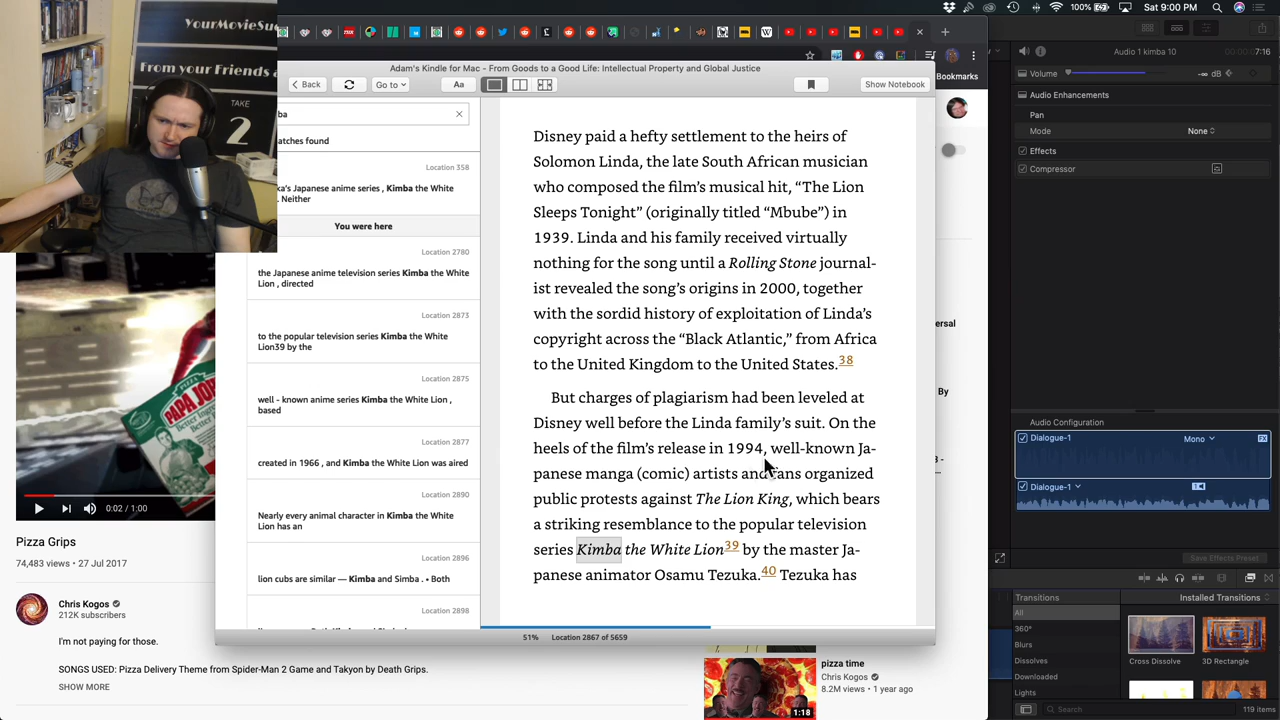 YourMovieSuc
From your Friends a
TAKE
2
100%
Sat 9:00 PM
Bookmarks
Adam's Kindle for Mac - From Goods to a Good Life: Intellectual Property and Global Justice
Back
Go to
Aa
Show Notebook
ba
atches found
Location 358
ka's Japanese anime series , Kimba the White
. Neither
You were here
Location 2780
the Japanese anime television series Kimba the White
Lion , directed
Location 2873
to the popular television series Kimba the White
Lion39 by the
Location 2875
well - known anime series Kimba the White Lion ,
based
Location 2877
created in 1966 , and Kimba the White Lion was aired
Location 2890
Nearly every animal character in Kimba the White
Lion has an
Location 2896
lion cubs are similar — Kimba and Simba . • Both
Location 2898
Disney paid a hefty settlement to the heirs of
Solomon Linda, the late South African musician
who composed the film's musical hit, “The Lion
Sleeps Tonight” (originally titled “Mbube”) in
1939. Linda and his family received virtually
nothing for the song until a Rolling Stone journal-
ist revealed the song's origins in 2000, together
with the sordid history of exploitation of Linda's
copyright across the “Black Atlantic,” from Africa
to the United Kingdom to the United States.38
But charges of plagiarism had been leveled at
Disney well before the Linda family's suit. On the
heels of the film's release in 1994, well-known Ja-
panese manga (comic) artists and fans organized
public protests against The Lion King, which bears
a striking resemblance to the popular television
series Kimba the White Lion39 by the master Ja-
panese animator Osamu Tezuka.40 Tezuka has
51%
Location 2867 of 5659
ersal
By
PAPA JO
0:02 / 1:00
Pizza Grips
74,483 views • 27 Jul 2017
Chris Kogos
212K subscribers
I'm not paying for those.
SONGS USED: Pizza Delivery Theme from Spider-Man 2 Game and Takyon by Death Grips.
SHOW MORE
pizza time
Chris Kogos
8.2M views • 1 year ago
1:18
Audio 1 kimba 10
7:16
Volume
-∞ dB
Audio Enhancements
Pan
Mode
None
Effects
Compressor
Audio Configuration
Dialogue-1
Mono
FX
Dialogue-1
Save Effects Preset
Transitions
Installed Transitions
All
360°
Blurs
Dissolves
Downloaded
Lights
Cross Dissolve
3D Rectangle
Search
119 items